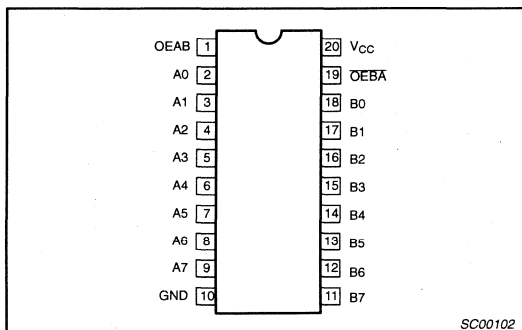 OEAB 1 20 VCC
A0 2 19 OEBA
A1 3 18 B0
A2 4 17 B1
A3 5 16 B2
A4 6 15 B3
A5 7 14 B4
A6 8 13 B5
A7 9 12 B6
GND 10 11 B7
SC00102